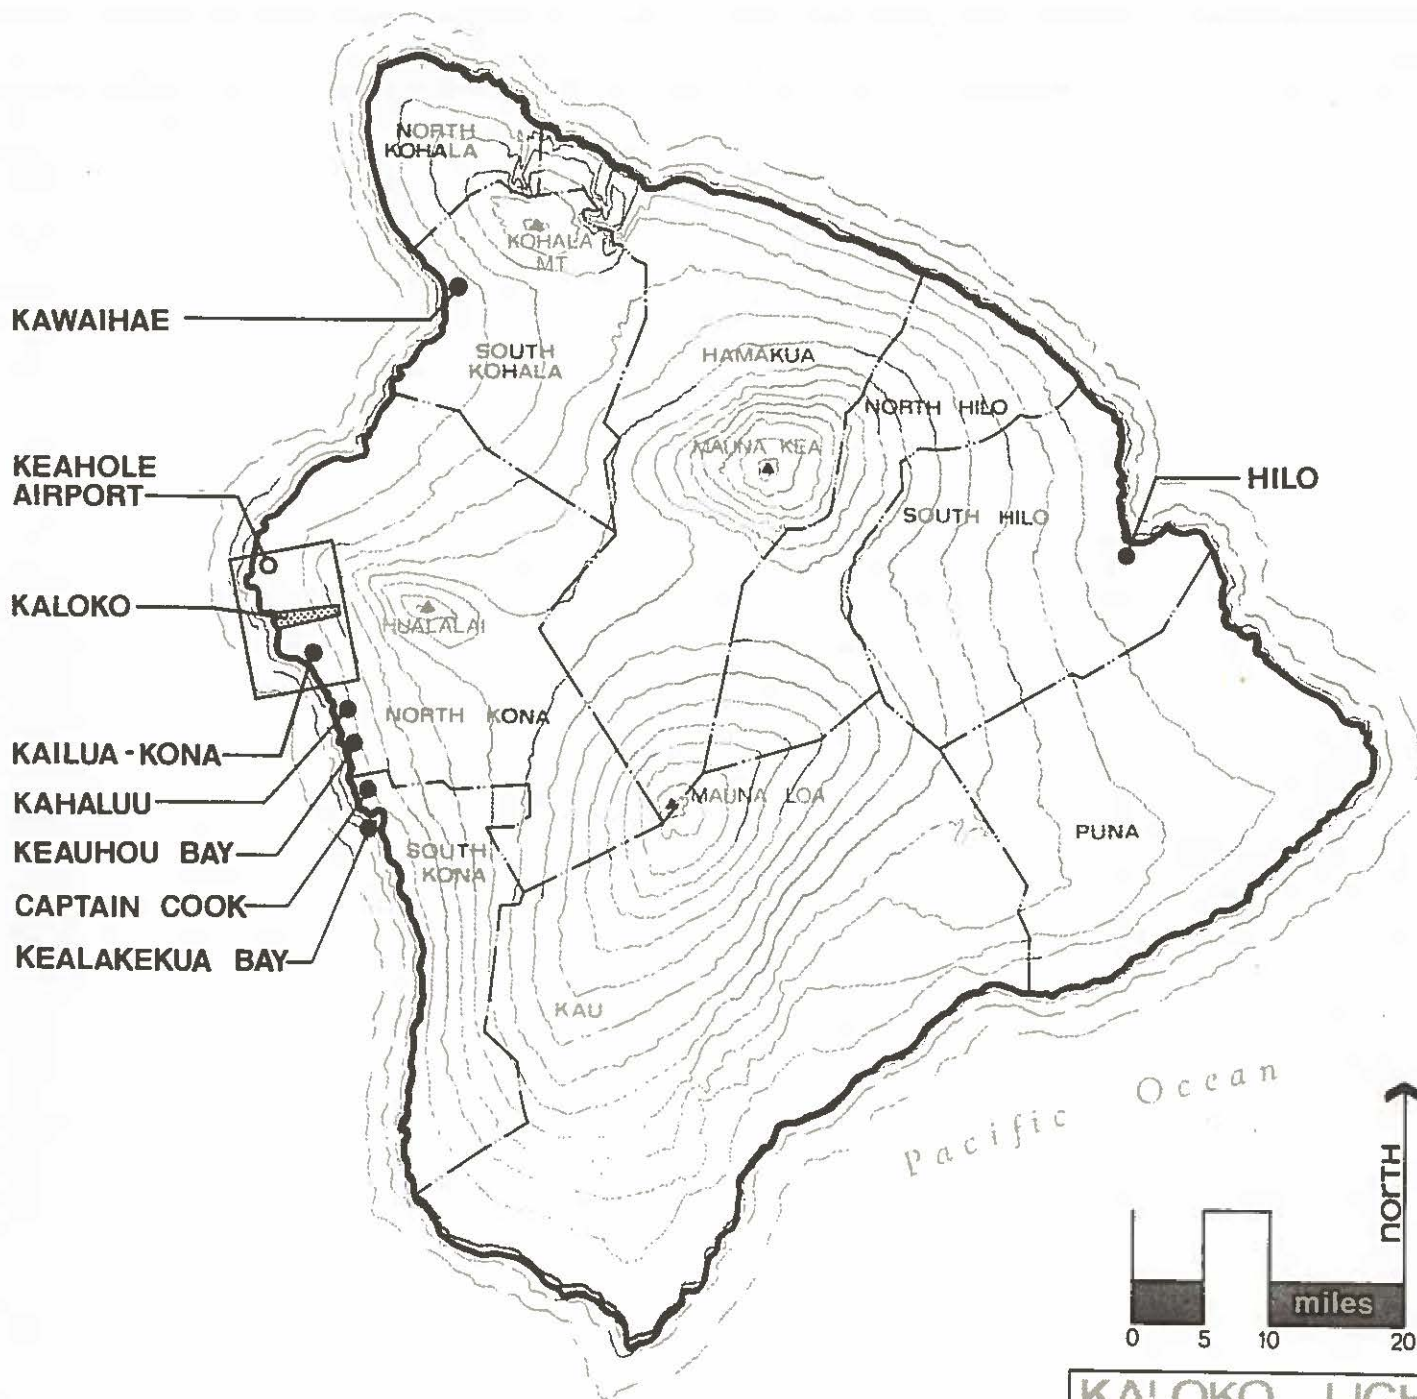 NORTH
KOHALA
KOHALA
MT
KAWAIHAE
SOUTH
KOHALA
HAMAKUA
NORTH HILO
MAUNA KEA
KEAHOLE
AIRPORT
HILO
SOUTH HILO
KALOKO
HUALALAI
NORTH KONA
KAILUA-KONA
KAHALUU
MAUNA LOA
PUNA
KEAUHOU BAY
SOUTH
KONA
CAPTAIN COOK
KEALAKEKUA BAY
KAU
Pacific Ocean
NORTH
miles
0 5 10 20
KALOKO